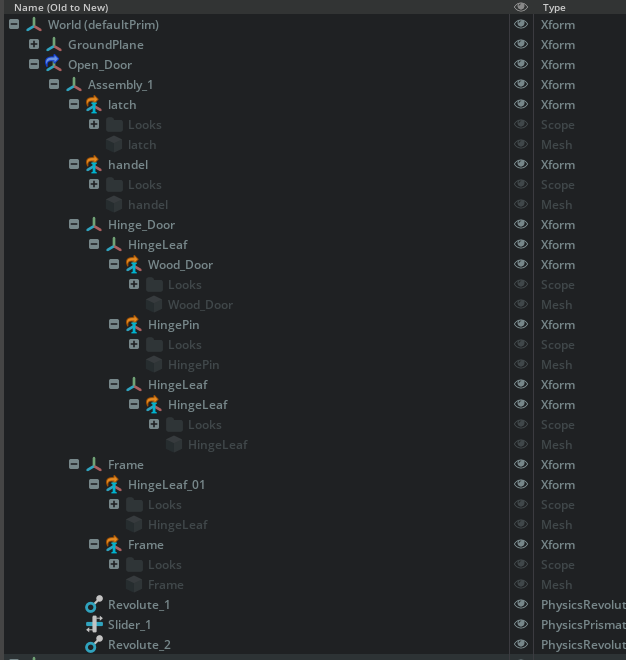 Name (Old to New) Type
World (defaultPrim) Xform
GroundPlane Xform
Open_Door Xform
Assembly_1 Xform
latch Xform
Looks Scope
latch Mesh
handel Xform
Looks Scope
handel Mesh
Hinge_Door Xform
HingeLeaf Xform
Wood_Door Xform
Looks Scope
Wood_Door Mesh
HingePin Xform
Looks Scope
HingePin Mesh
HingeLeaf Xform
HingeLeaf Xform
Looks Scope
HingeLeaf Mesh
Frame Xform
HingeLeaf_01 Xform
Looks Scope
HingeLeaf Mesh
Frame Xform
Looks Scope
Frame Mesh
Revolute_1 PhysicsRevolut
Slider_1 PhysicsPrismat
Revolute_2 PhysicsRevolut